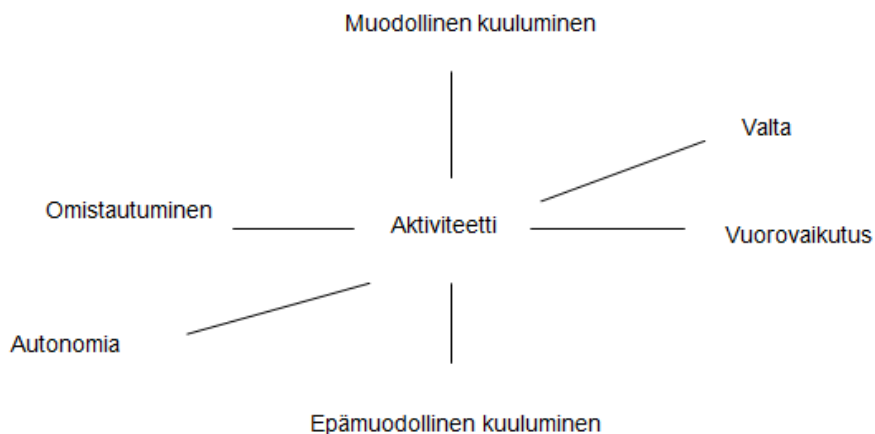 Muodollinen kuuluminen
Valta
Omistautuminen
Aktiviteetti
Vuorovaikutus
Autonomia
Epämuodollinen kuuluminen